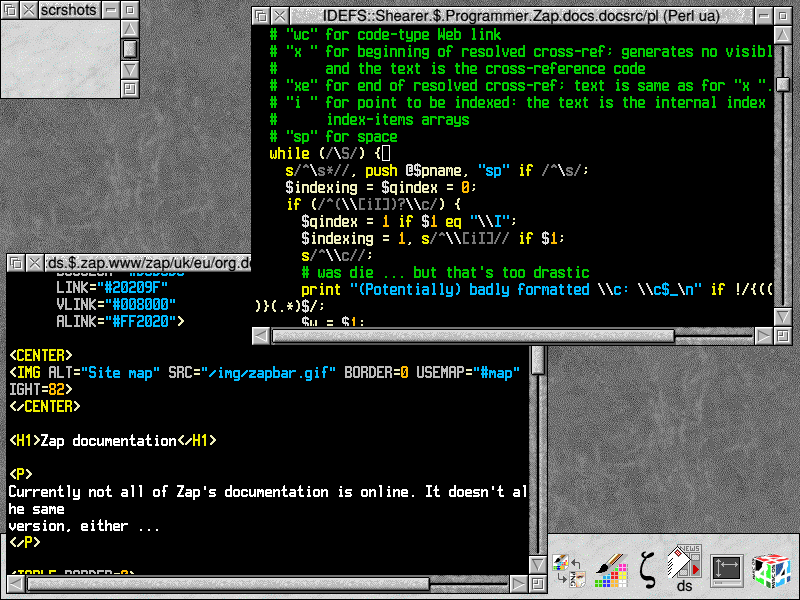 scrshots
IDEFS::Shearer.$.Programmer.Zap.docs.docsrc/pl (Perl ua)
# "wc" for code-type Web link
# "x " for beginning of resolved cross-ref; generates no visibl
# and the text is the cross-reference code
# "xe" for end of resolved cross-ref; text is same as for "x ".
# "i " for point to be indexed: the text is the internal index
# index-items arrays
# "sp" for space
while (/\S/) {
s/^\s*//, push @$pname, "sp" if /^\s/;
$indexing = $qindex = 0;
if (/^(\\[iI])?\\c/) {
$qindex = 1 if $1 eq "\\I";
$indexing = 1, s/^\\[iI]// if $1;
s/^\\c//;
# was die ... but that's too drastic
print "(Potentially) badly formatted \\c: \\c$_\n" if !/{((
)}(.*)$/;
$w = $1;
ds.$.zap.www/zap/uk/eu/org.do
LINK="#20209F"
VLINK="#008000"
ALINK="#FF2020">
<CENTER>
<IMG ALT="Site map" SRC="/img/zapbar.gif" BORDER=0 USEMAP="#map"
IGHT=82>
</CENTER>
<H1>Zap documentation</H1>
<P>
Currently not all of Zap's documentation is online. It doesn't al
he same
version, either ...
</P>
<TABLE BORDER=0>
NEWS
ds